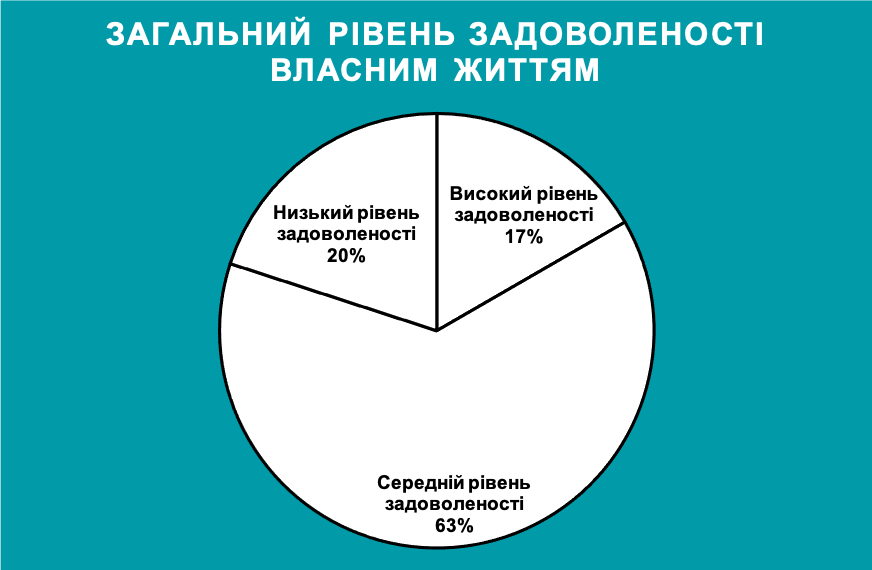 ЗАГАЛЬНИЙ РІВЕНЬ ЗАДОВОЛЕНОСТІ
ВЛАСНИМ ЖИТТЯМ
Високий рівень
задоволеності
17%
Низький рівень
задоволеності
20%
Середній рівень
задоволеності
63%